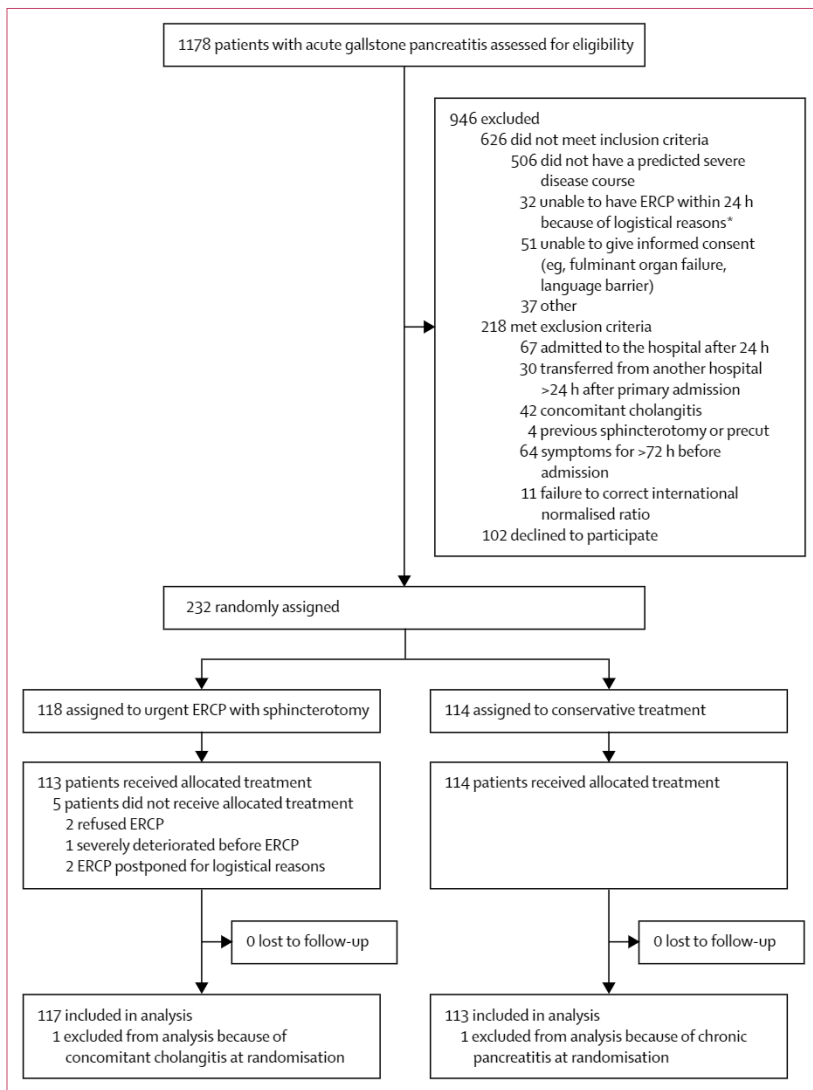 1178 patients with acute gallstone pancreatitis assessed for eligibility
946 excluded
626 did not meet inclusion criteria
506 did not have a predicted severe
disease course
32 unable to have ERCP within 24 h
because of logistical reasons*
51 unable to give informed consent
(eg, fulminant organ failure,
language barrier)
37 other
218 met exclusion criteria
67 admitted to the hospital after 24 h
30 transferred from another hospital
>24 h after primary admission
42 concomitant cholangitis
4 previous sphincterotomy or precut
64 symptoms for >72 h before
admission
11 failure to correct international
normalised ratio
102 declined to participate
232 randomly assigned
118 assigned to urgent ERCP with sphincterotomy
114 assigned to conservative treatment
113 patients received allocated treatment
5 patients did not receive allocated treatment
2 refused ERCP
1 severely deteriorated before ERCP
2 ERCP postponed for logistical reasons
114 patients received allocated treatment
0 lost to follow-up
0 lost to follow-up
117 included in analysis
1 excluded from analysis because of
concomitant cholangitis at randomisation
113 included in analysis
1 excluded from analysis because of chronic
pancreatitis at randomisation